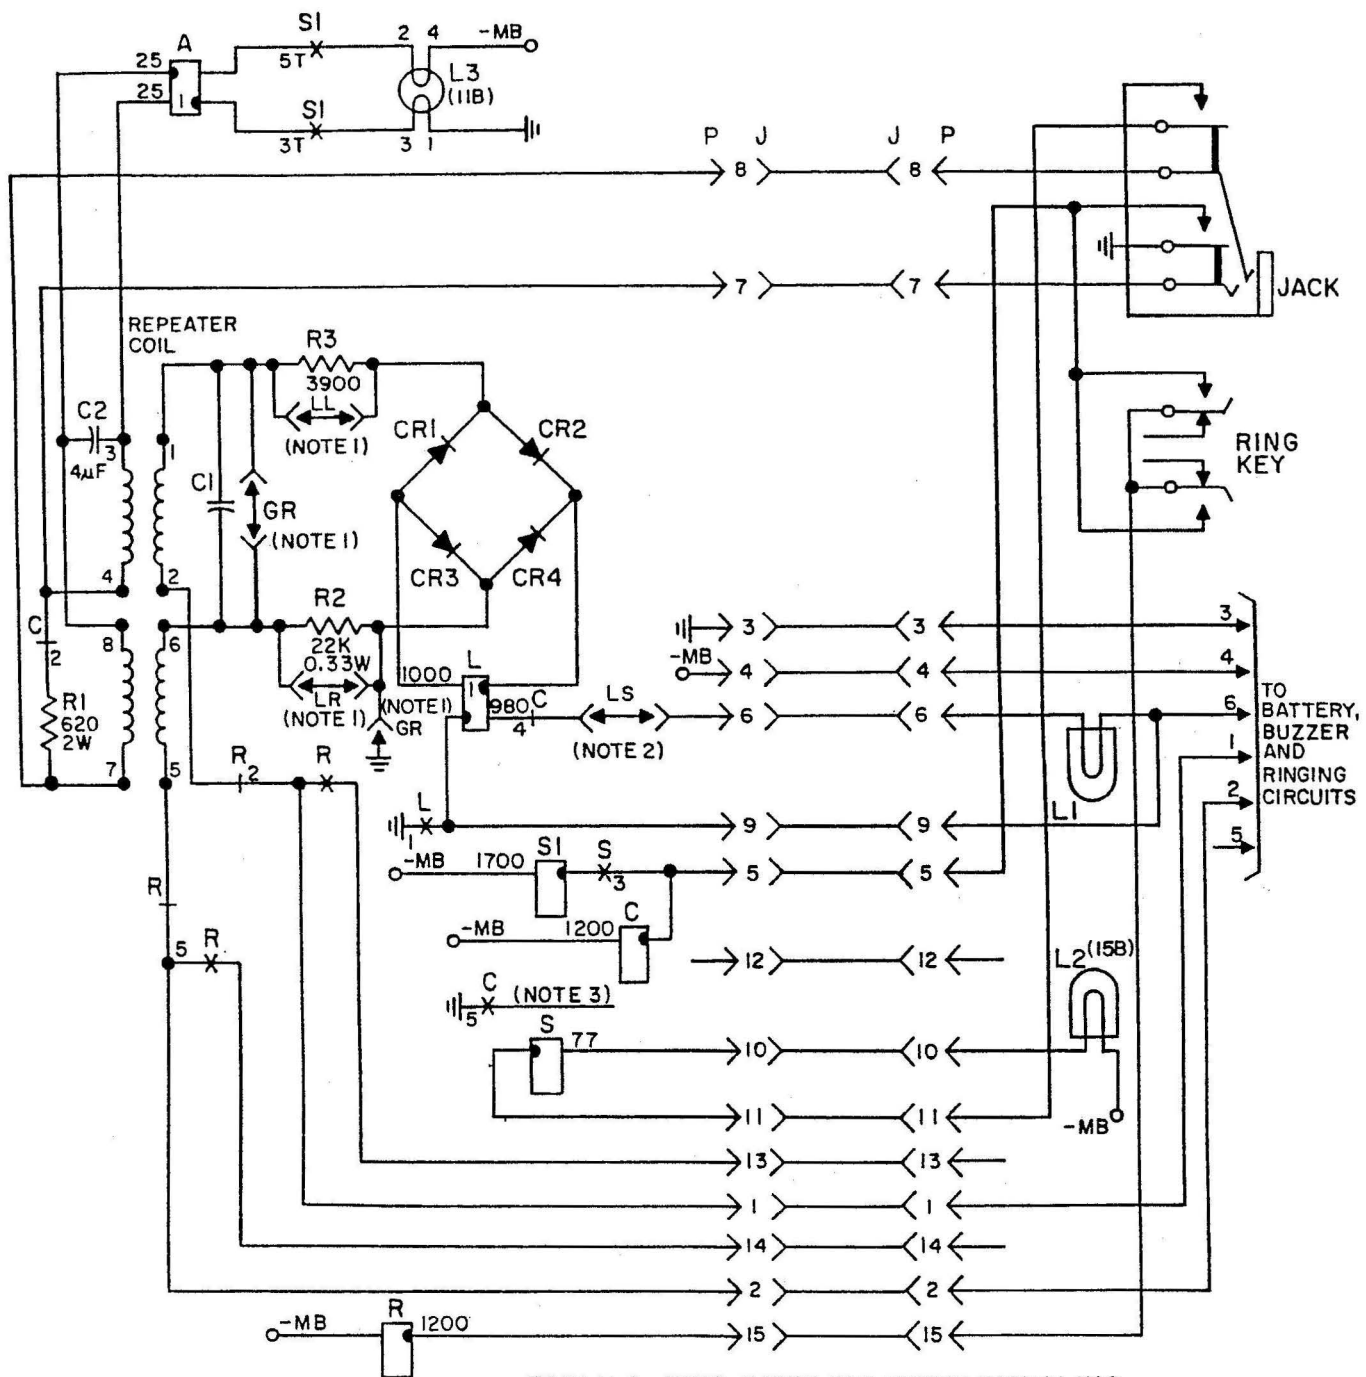 A
S1
2 4
-MB
25
5T
L3
(11B)
25
1
S1
3T
3 1
P J J P
8 8
7 7
JACK
REPEATER
COIL
R3
3900
LL
(NOTE 1)
C2
3
4µF
1
C1
GR
(NOTE 1)
CR1
CR2
CR3
CR4
RING
KEY
4
2
C
2
8
6
R2
22K
0.33W
LR
(NOTE 1)
1000
L
1
(NOTE 1)
GR
980
C
4
LS
(NOTE 2)
3 3
3
-MB
4 4
4
6 6
6
L1
TO
BATTERY,
BUZZER
AND
RINGING
CIRCUITS
1
2
5
R1
620
2W
7
5
R
2
R
L
1
9 9
-MB
1700
S1
S
3
5 5
-MB
1200
C
R
5
R
12 12
L2 (15B)
C
5
(NOTE 3)
S
77
10 10
11 11
-MB
13 13
1 1
14 14
2 2
-MB
R
1200
15 15